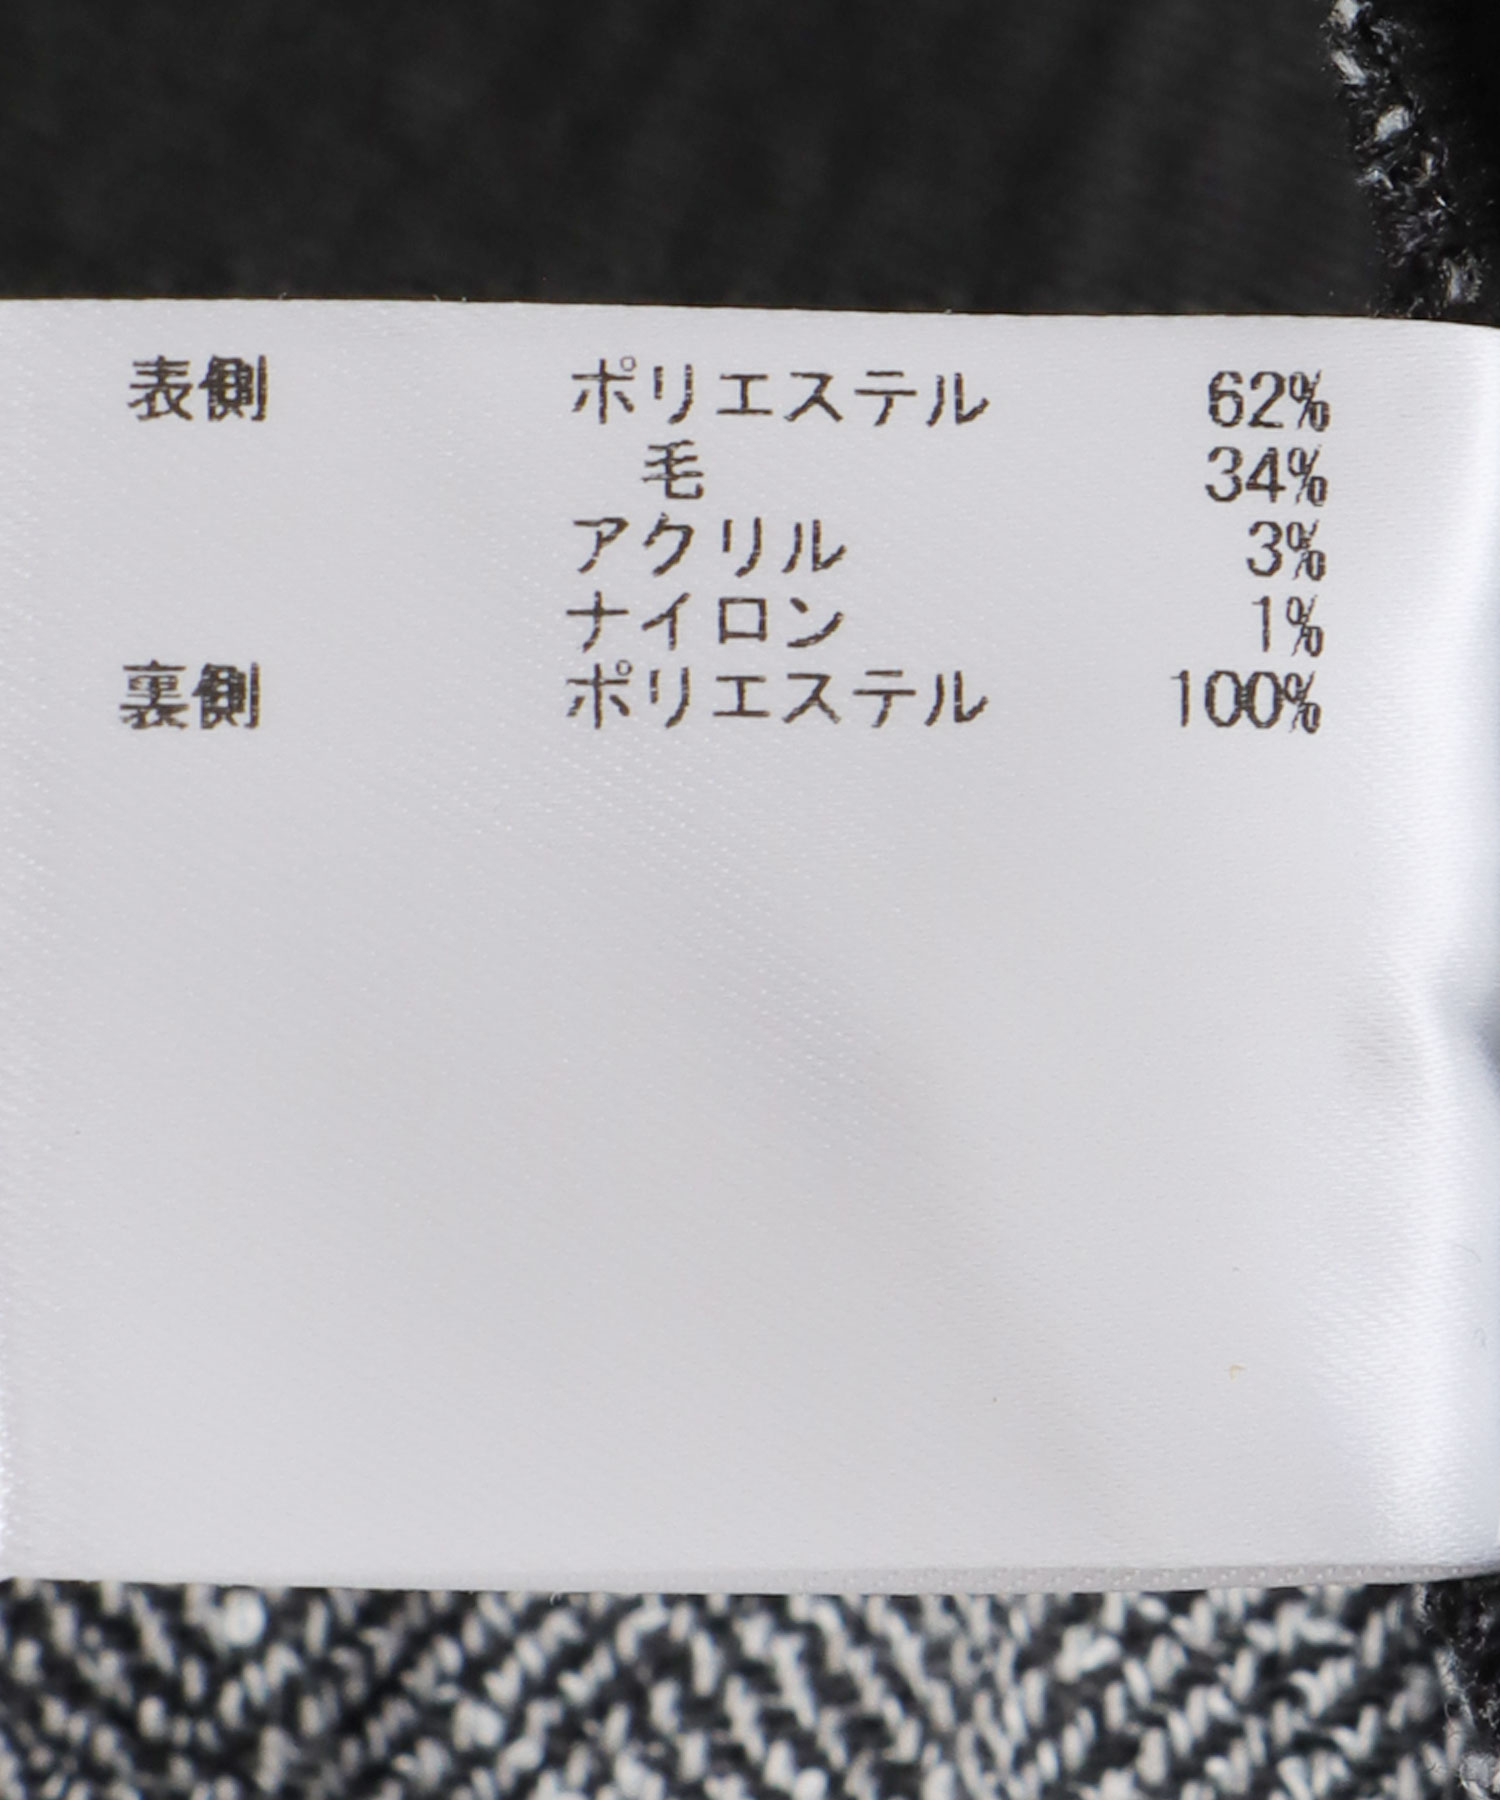 表側 ポリエステル 62%
毛 34%
アクリル 3%
ナイロン 1%
裏側 ポリエステル 100%